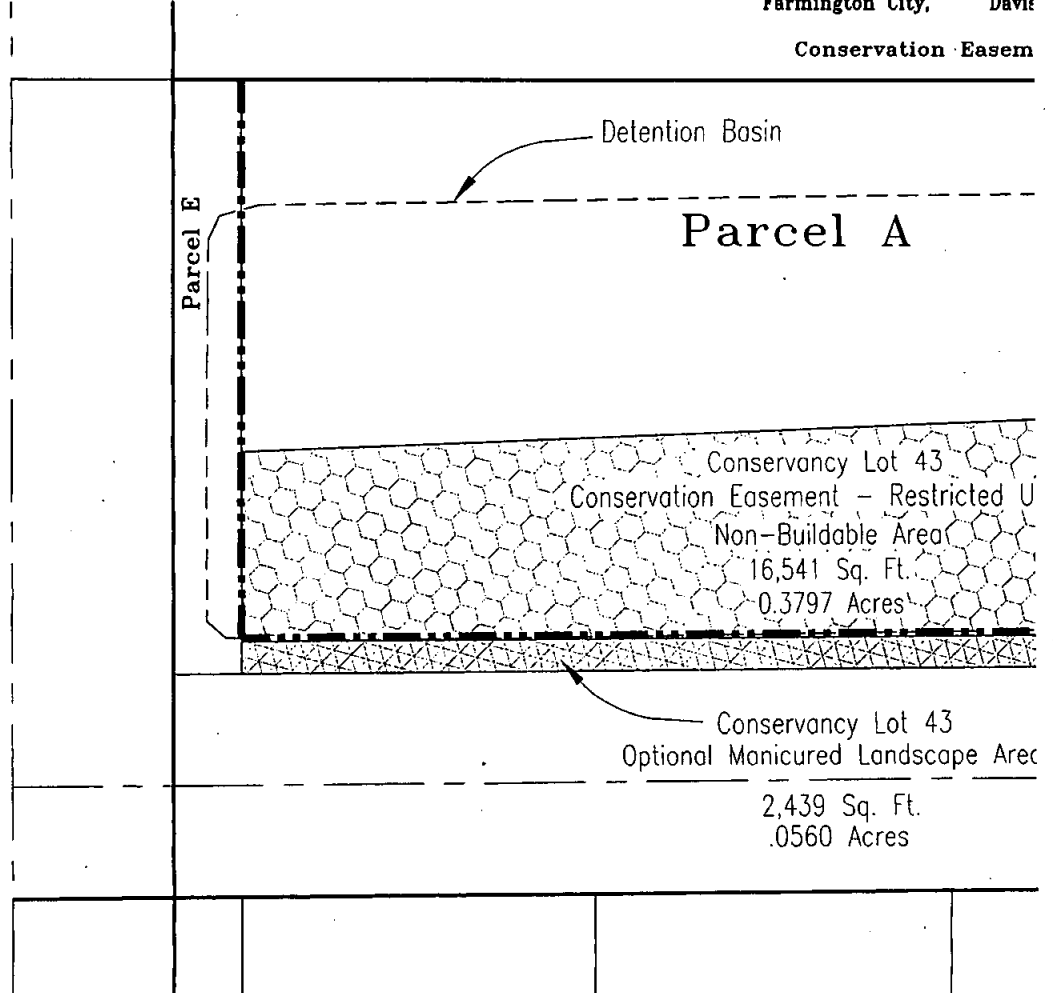 Farmington City, Davis
Conservation Easem
Detention Basin
Parcel E
Parcel A
Conservancy Lot 43
Conservation Easement – Restricted U
Non-Buildable Area
16,541 Sq. Ft.
0.3797 Acres
Conservancy Lot 43
Optional Manicured Landscape Area
2,439 Sq. Ft.
.0560 Acres